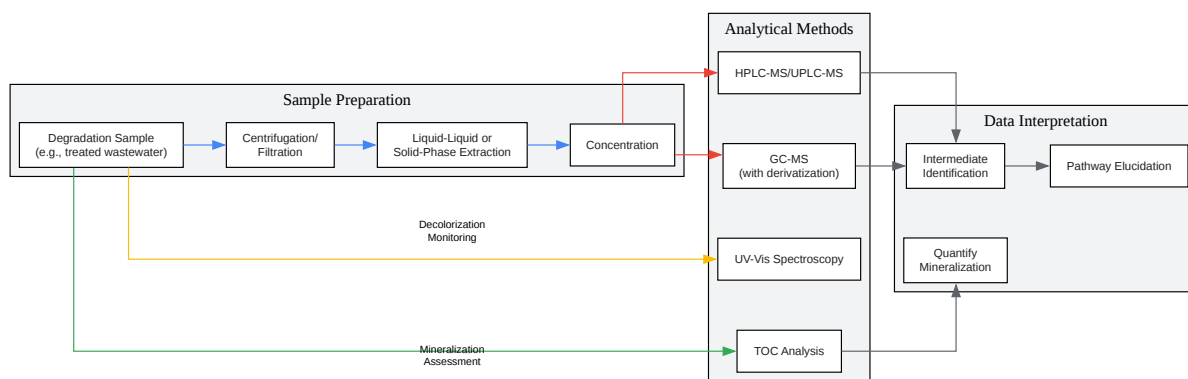 Analytical Methods
HPLC-MS/UPLC-MS
Sample Preparation
Data Interpretation
Degradation Sample
(e.g., treated wastewater)
Centrifugation/
Filtration
Liquid-Liquid or
Solid-Phase Extraction
Concentration
GC-MS
(with derivatization)
Intermediate
Identification
Pathway Elucidation
Decolorization
Monitoring
UV-Vis Spectroscopy
Quantify
Mineralization
Mineralization
Assessment
TOC Analysis